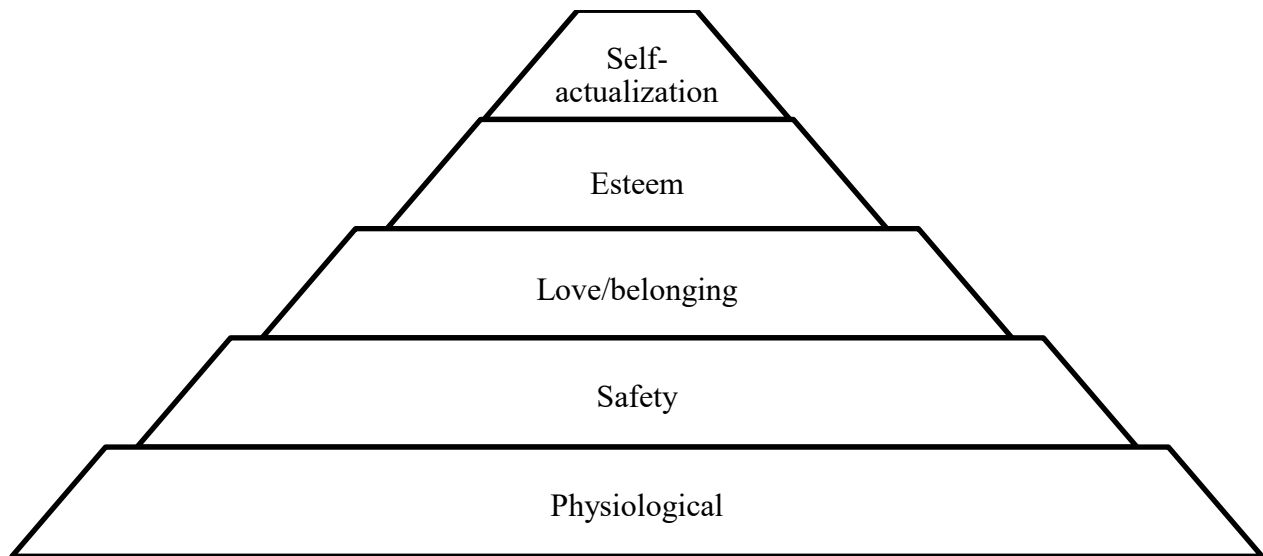 Self-
actualization
Esteem
Love/belonging
Safety
Physiological